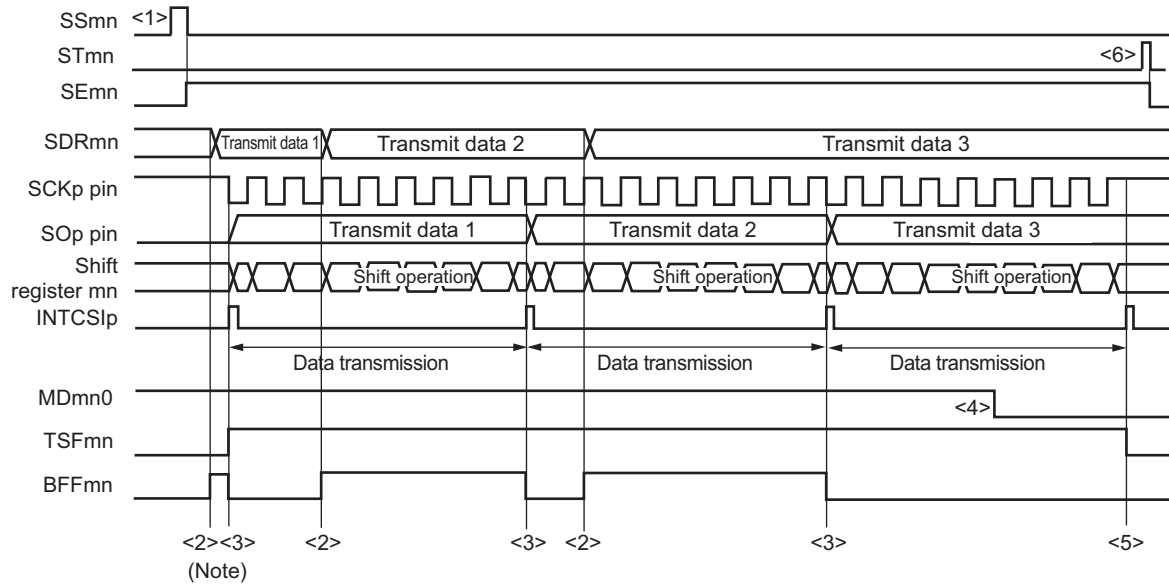 SSmn <1>
STmn <6>
SEmn
SDRmn Transmit data 1 Transmit data 2 Transmit data 3
SCKp pin
SOp pin Transmit data 1 Transmit data 2 Transmit data 3
Shift
register mn Shift operation Shift operation Shift operation
INTCSIp
Data transmission Data transmission Data transmission
MDmn0 <4>
TSFmn
BFFmn
<2> <3> <2> <3> <2> <3> <5>
(Note)